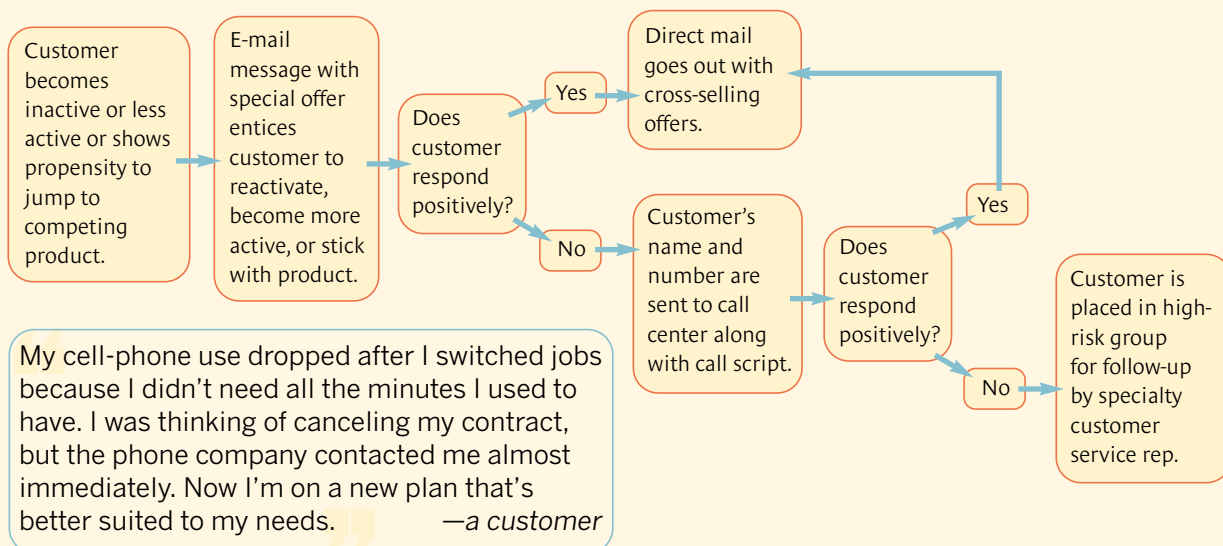 Customer
becomes
inactive or less
active or shows
propensity to
jump to
competing
product.
E-mail
message with
special offer
entices
customer to
reactivate,
become more
active, or stick
with product.
Does
customer
respond
positively?
Yes
Direct mail
goes out with
cross-selling
offers.
No
Customer’s
name and
number are
sent to call
center along
with call script.
Does
customer
respond
positively?
Yes
No
Customer is
placed in high-
risk group
for follow-up
by specialty
customer
service rep.
“
My cell-phone use dropped after I switched jobs
because I didn’t need all the minutes I used to
have. I was thinking of canceling my contract,
but the phone company contacted me almost
immediately. Now I’m on a new plan that’s
better suited to my needs. ” —a customer